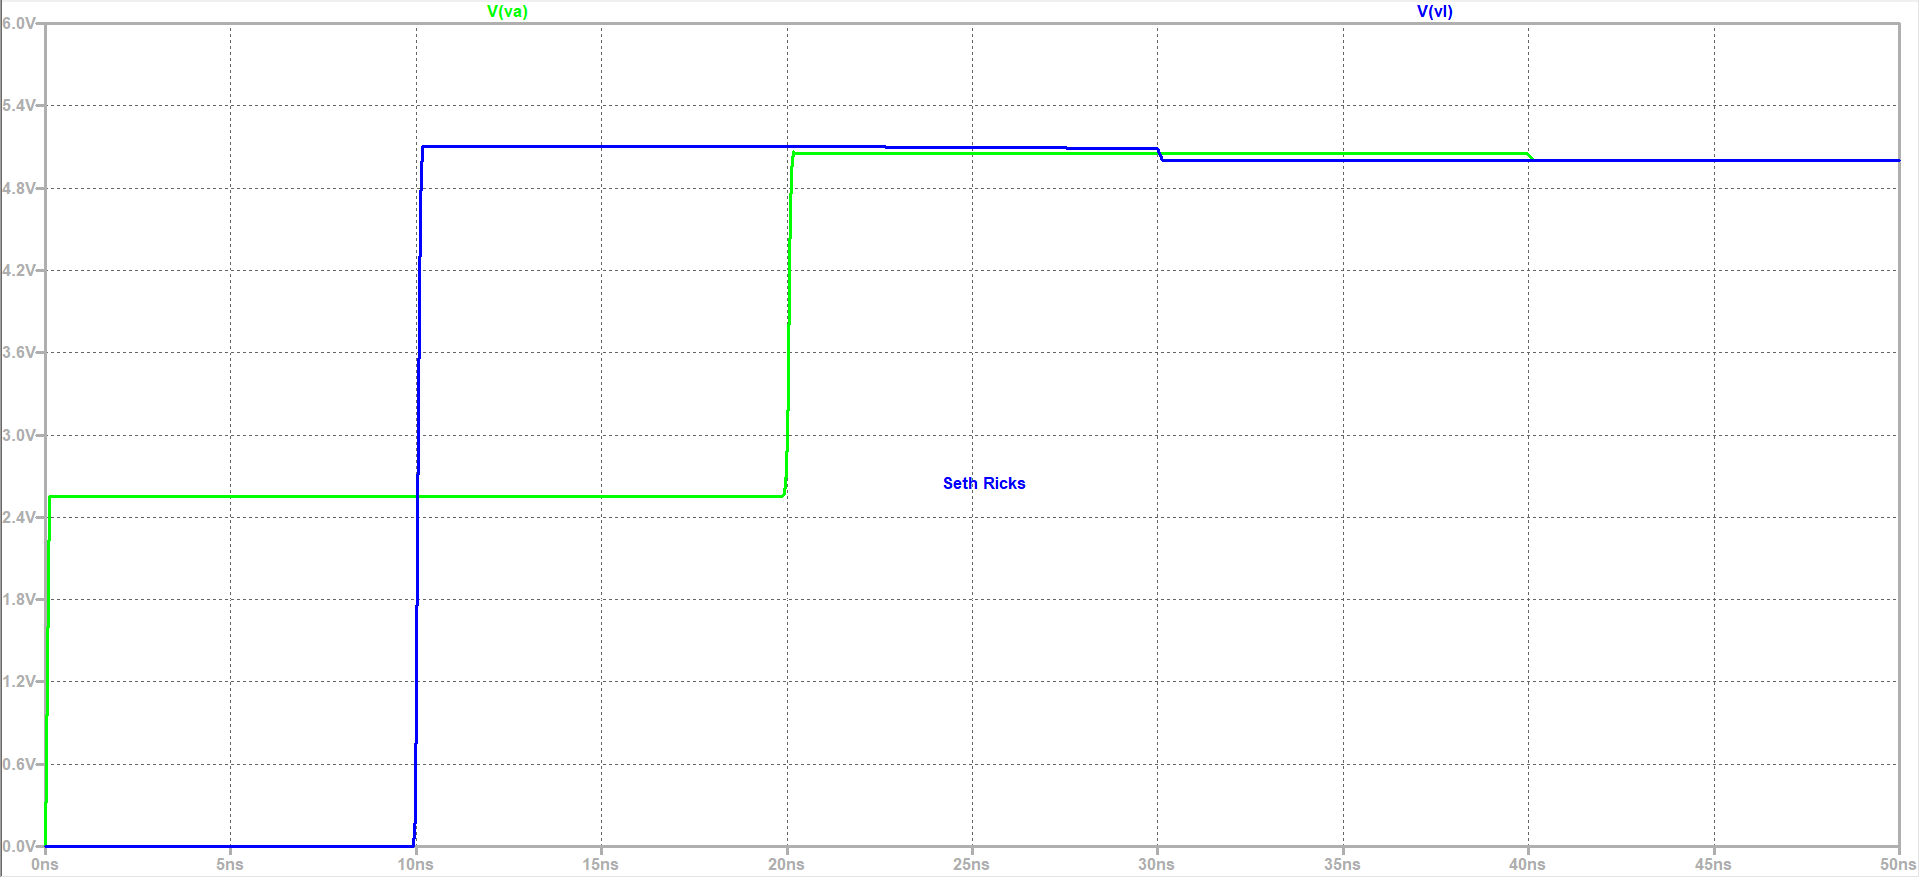 V(va) V(vl)
6.0V
5.4V
4.8V
4.2V
3.6V
3.0V
Seth Ricks
2.4V
1.8V
1.2V
0.6V
0.0V
0ns 5ns 10ns 15ns 20ns 25ns 30ns 35ns 40ns 45ns 50ns